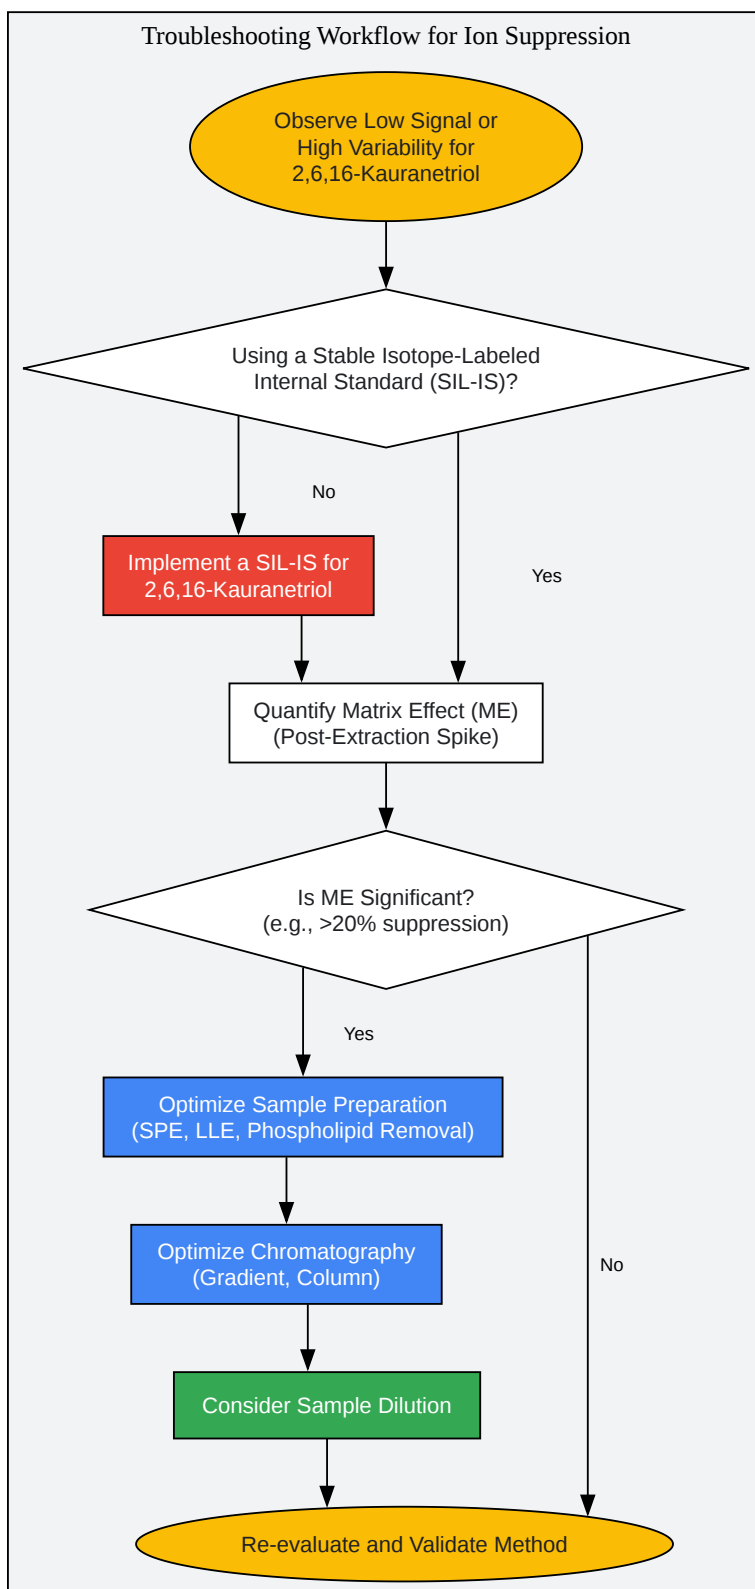 Troubleshooting Workflow for Ion Suppression
Observe Low Signal or
High Variability for
2,6,16-Kauranetriol
Using a Stable Isotope-Labeled
Internal Standard (SIL-IS)?
No
Implement a SIL-IS for
2,6,16-Kauranetriol
Yes
Quantify Matrix Effect (ME)
(Post-Extraction Spike)
Is ME Significant?
(e.g., >20% suppression)
Yes
Optimize Sample Preparation
(SPE, LLE, Phospholipid Removal)
Optimize Chromatography
(Gradient, Column)
No
Consider Sample Dilution
Re-evaluate and Validate Method